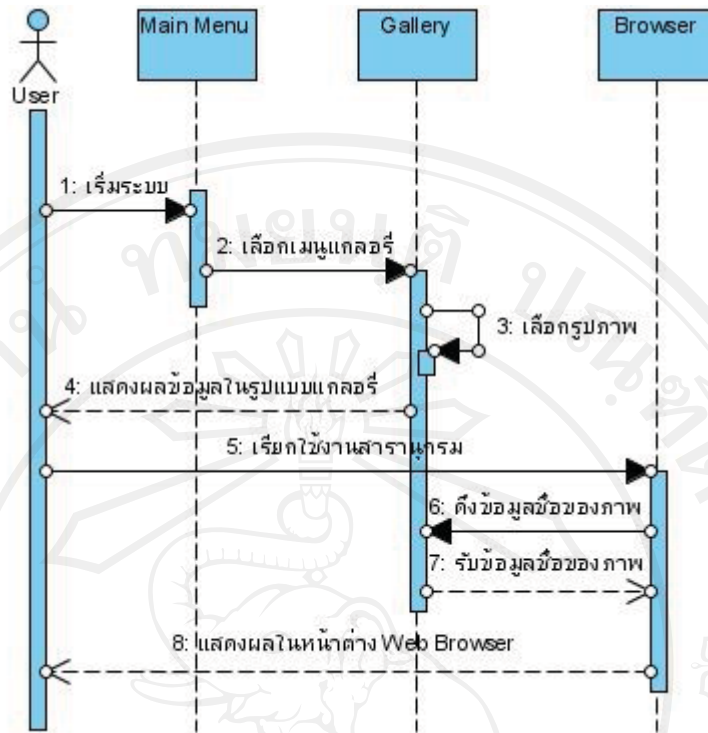 Main Menu
Gallery
Browser
User
1: เริ่มระบบ
2: เลือกเมนูแกลอรี่
3: เลือกรูปภาพ
4: แสดงผลข้อมูลในรูปแบบแกลอรี่
5: เรียกใช้งานสารานุกรม
6: ดึงข้อมูลชื่อของภาพ
7: รับข้อมูลชื่อของภาพ
8: แสดงผลในหน้าต่าง Web Browser